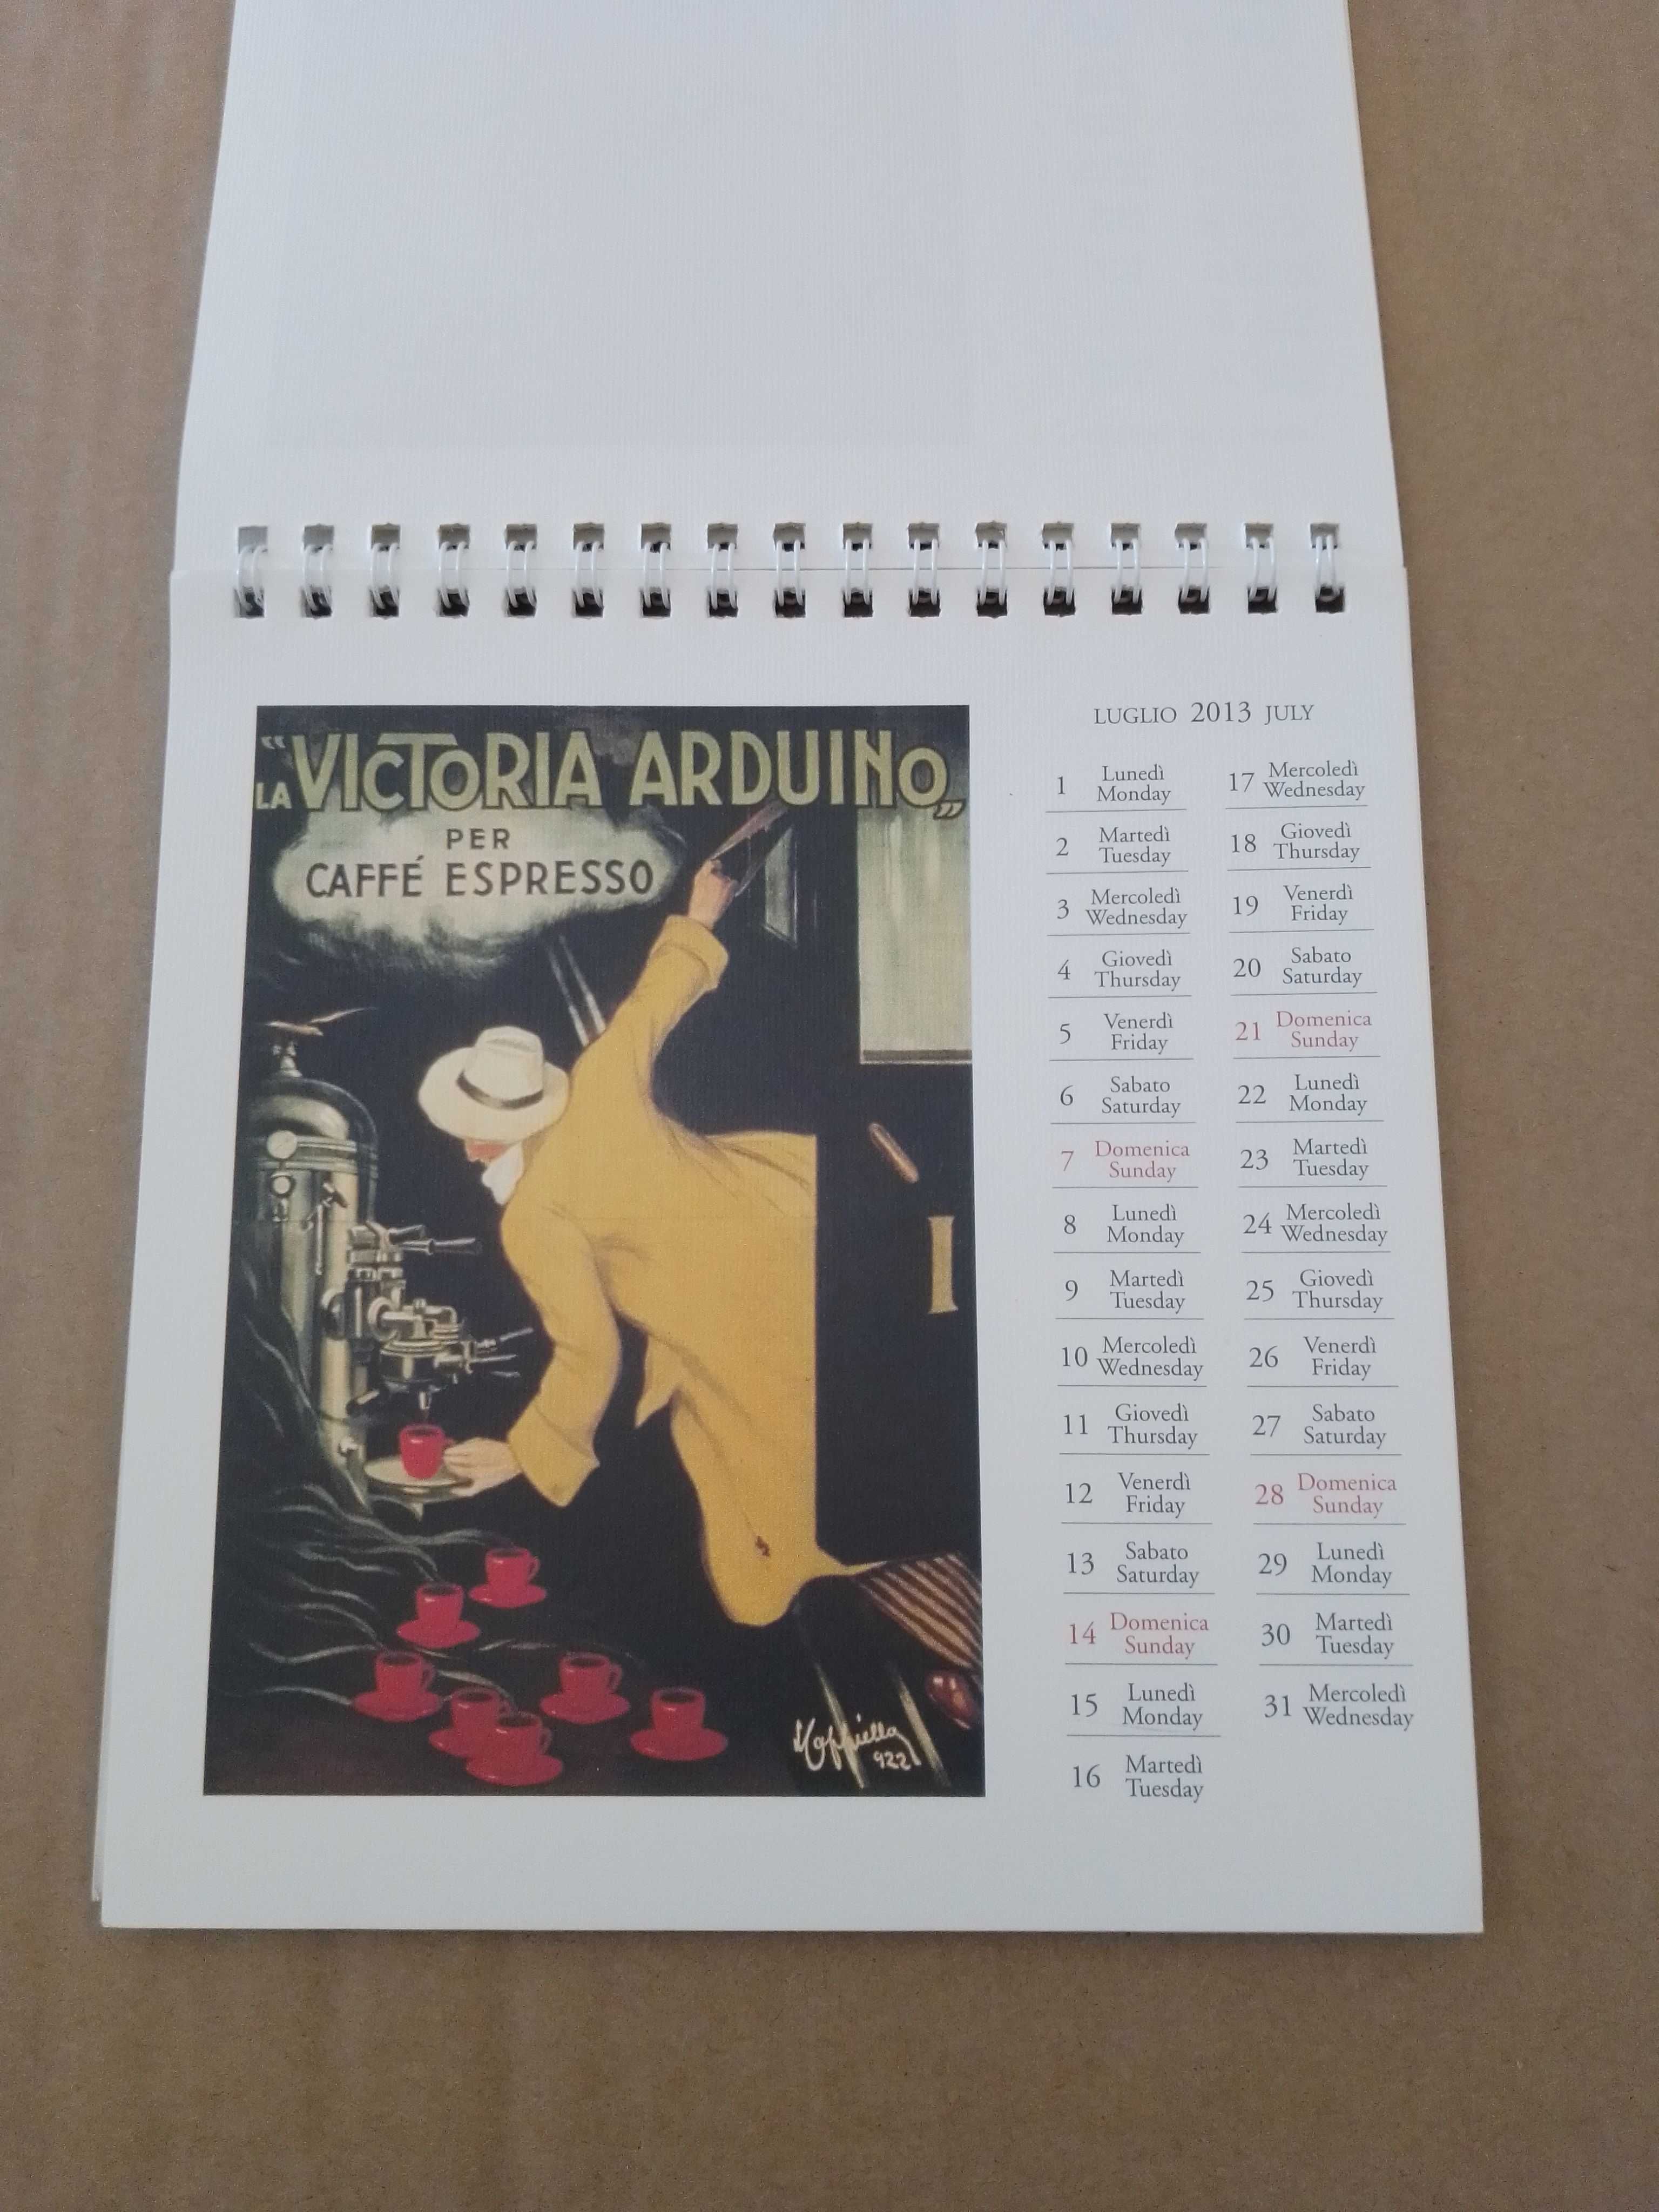 "LA VICTORIA ARDUINO„
PER
CAFFÉ ESPRESSO
922
LUGLIO 2013 JULY
1 Lunedì
Monday
2 Martedì
Tuesday
3 Mercoledì
Wednesday
4 Giovedì
Thursday
5 Venerdì
Friday
6 Sabato
Saturday
7 Domenica
Sunday
8 Lunedì
Monday
9 Martedì
Tuesday
10 Mercoledì
Wednesday
11 Giovedì
Thursday
12 Venerdì
Friday
13 Sabato
Saturday
14 Domenica
Sunday
15 Lunedì
Monday
16 Martedì
Tuesday
17 Mercoledì
Wednesday
18 Giovedì
Thursday
19 Venerdì
Friday
20 Sabato
Saturday
21 Domenica
Sunday
22 Lunedì
Monday
23 Martedì
Tuesday
24 Mercoledì
Wednesday
25 Giovedì
Thursday
26 Venerdì
Friday
27 Sabato
Saturday
28 Domenica
Sunday
29 Lunedì
Monday
30 Martedì
Tuesday
31 Mercoledì
Wednesday